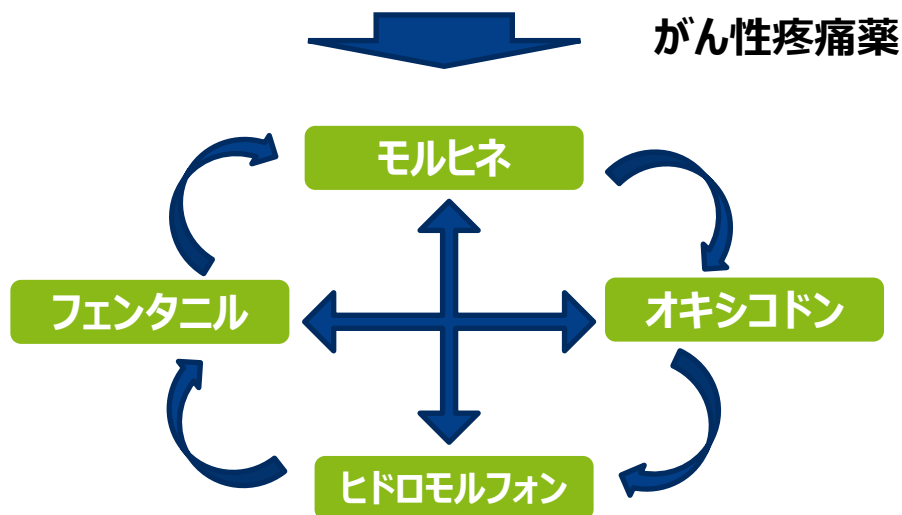 がん性疼痛薬
モルヒネ
フェンタニル
オキシコドン
ヒドロモルフォン